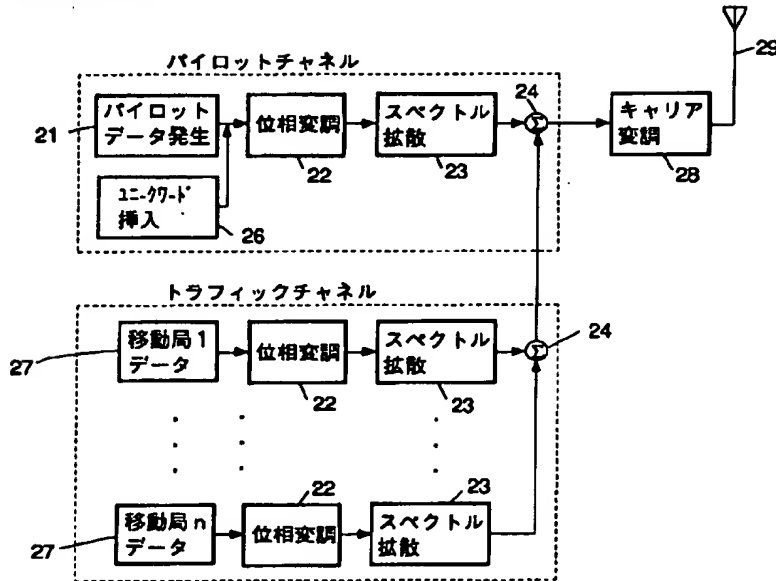 パイロットチャネル
パイロット
データ発生
21
位相変調
22
スペクトル
拡散
23
24
Σ
キャリア
変調
28
29
ユニークワード
挿入
26
トラフィックチャネル
移動局1
データ
27
位相変調
22
スペクトル
拡散
23
Σ
24
移動局n
データ
27
位相変調
22
スペクトル
拡散
23